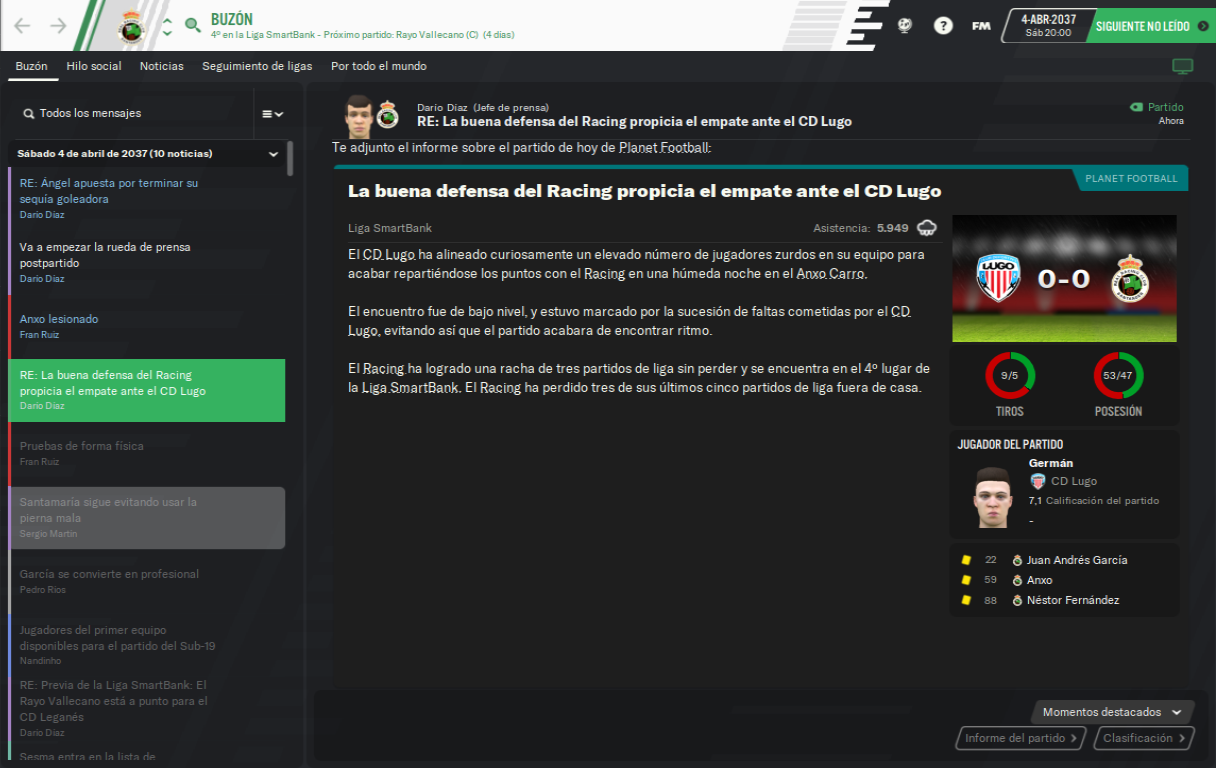 BUZÓN
4º en la Liga SmartBank - Próximo partido: Rayo Vallecano (C) (4 días)
?
FM
4-ABR-2037
Sáb 20:00
SIGUIENTE NO LEÍDO
Buzón
Hilo social
Noticias
Seguimiento de ligas
Por todo el mundo
Todos los mensajes
Sábado 4 de abril de 2037 (10 noticias)
RE: Ángel apuesta por terminar su
sequía goleadora
Darío Díaz
Va a empezar la rueda de prensa
postpartido
Darío Díaz
Anxo lesionado
Fran Ruiz
RE: La buena defensa del Racing
propicia el empate ante el CD Lugo
Darío Díaz
Pruebas de forma física
Fran Ruiz
Santamaría sigue evitando usar la
pierna mala
Sergio Martín
García se convierte en profesional
Pedro Ríos
Jugadores del primer equipo
disponibles para el partido del Sub-19
Nandinho
RE: Previa de la Liga SmartBank: El
Rayo Vallecano está a punto para el
CD Leganés
Darío Díaz
Sesma entra en la lista de
Darío Díaz (Jefe de prensa)
RE: La buena defensa del Racing propicia el empate ante el CD Lugo
Partido
Ahora
Te adjunto el informe sobre el partido de hoy de Planet Football:
PLANET FOOTBALL
La buena defensa del Racing propicia el empate ante el CD Lugo
Liga SmartBank
Asistencia: 5.949
El CD Lugo ha alineado curiosamente un elevado número de jugadores zurdos en su equipo para
acabar repartiéndose los puntos con el Racing en una húmeda noche en el Anxo Carro.
El encuentro fue de bajo nivel, y estuvo marcado por la sucesión de faltas cometidas por el CD
Lugo, evitando así que el partido acabara de encontrar ritmo.
El Racing ha logrado una racha de tres partidos de liga sin perder y se encuentra en el 4º lugar de
la Liga SmartBank. El Racing ha perdido tres de sus últimos cinco partidos de liga fuera de casa.
LUGO
0-0
9/5
TIROS
53/47
POSESIÓN
JUGADOR DEL PARTIDO
Germán
CD Lugo
7,1 Calificación del partido
-
22 Juan Andrés García
59 Anxo
88 Néstor Fernández
Momentos destacados
Informe del partido
Clasificación